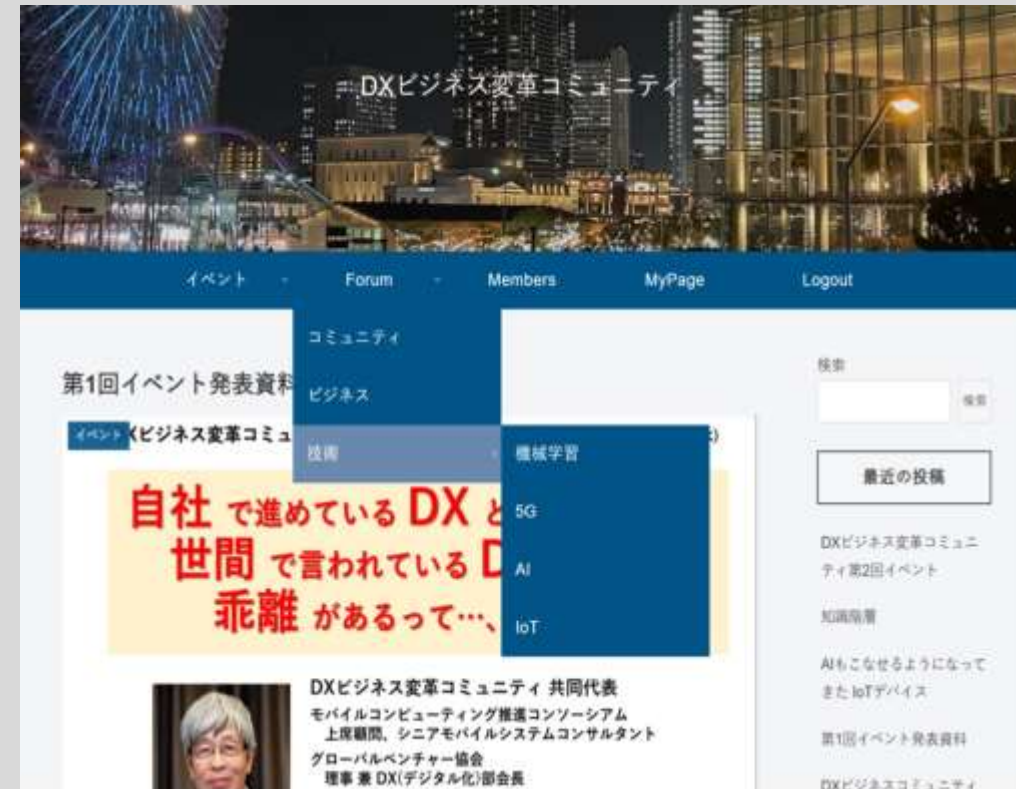 DXビジネス変革コミュニティ
イベント Forum Members MyPage Logout
コミュニティ
ビジネス
技術
機械学習
5G
AI
IoT
第1回イベント発表資料
イベント
ビジネス変革コミュ
自社 で進めている DX と
世間 で言われている
乖離 があるって…、
DXビジネス変革コミュニティ 共同代表
モバイルコンピューティング推進コンソーシアム
上席顧問、シニアモバイルシステムコンサルタント
グローバルベンチャー協会
理事 兼 DX(デジタル化)部会長
検索
検索
最近の投稿
DXビジネス変革コミュニ
ティ第2回イベント
知識階層
AIもこなせるようになって
きた IoTデバイス
第1回イベント発表資料
DXビジネスコミュニティ